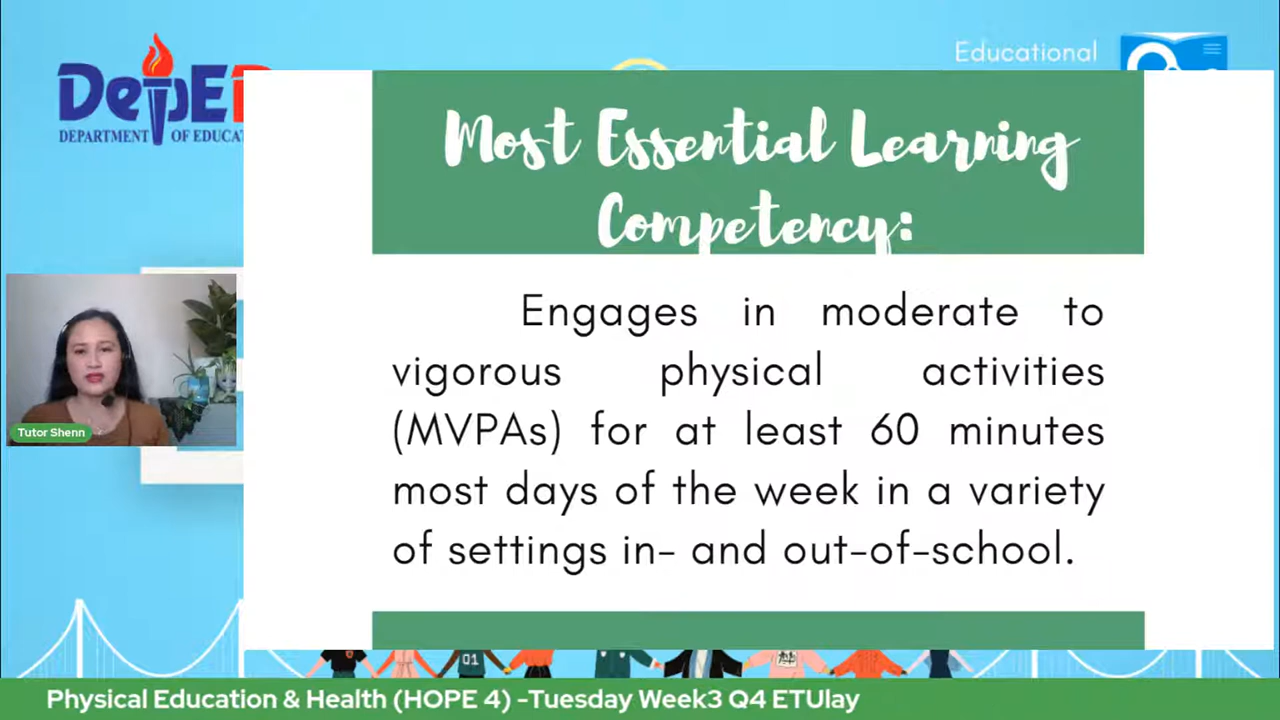 Educational
DepE
DEPARTMENT OF EDUCAT
Most Essential Learning
Competency:
Engages in moderate to
vigorous physical activities
(MVPAs) for at least 60 minutes
most days of the week in a variety
of settings in- and out-of-school.
Tutor Shenn
01
Physical Education & Health (HOPE 4) -Tuesday Week3 Q4 ETUlay